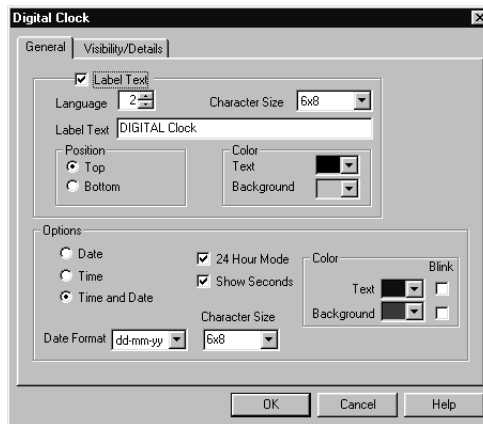 Digital Clock
General Visibility/Details
Label Text
Language 2 Character Size 6x8
Label Text DIGITAL Clock
Position Color
Top Text
Bottom Background
Options
Date 24 Hour Mode Color Blink
Time Show Seconds
Time and Date Text
Character Size Background
Date Format dd-mm-yy 6x8
OK Cancel Help